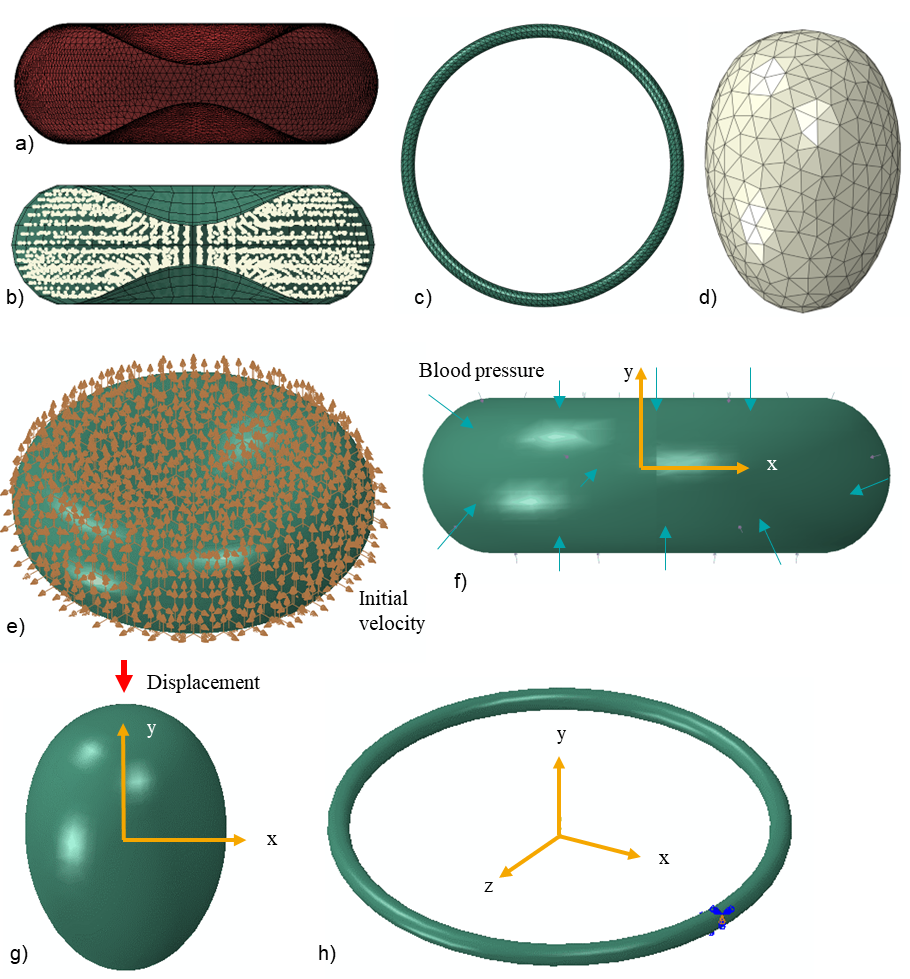 a)
b)
c)
d)
Initial
velocity
e)
Blood pressure
y
x
f)
Displacement
y
x
g)
y
x
z
h)